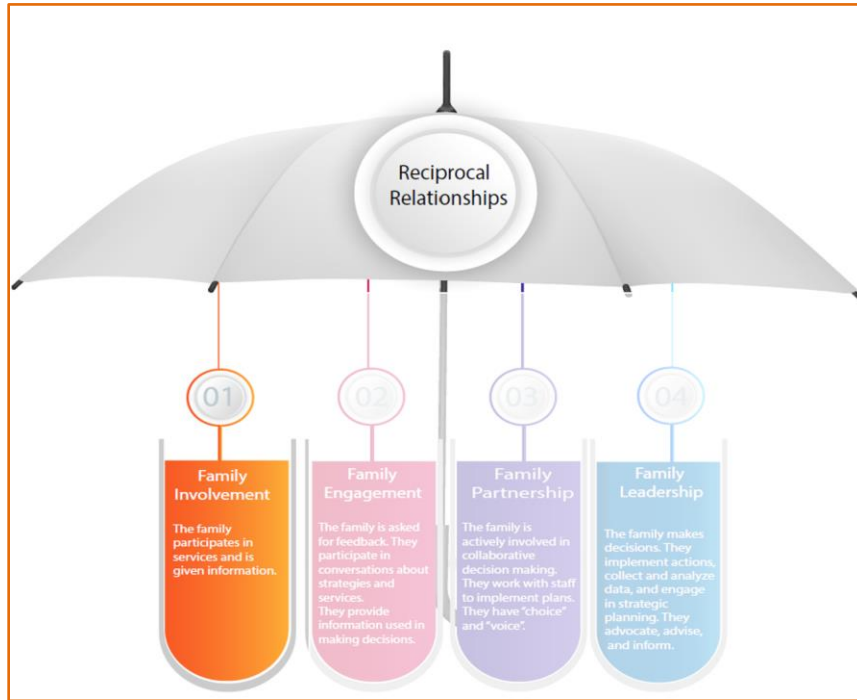 Reciprocal
Relationships
01
02
03
04
Family
Involvement
The family
participates in
services and is
given information.
Family
Engagement
The family is asked
for feedback. They
participate in
conversations about
strategies and
services.
They provide
information used in
making decisions.
Family
Partnership
The family is
actively involved in
collaborative
decision making.
They work with staff
to implement plans.
They have “choice”
and “voice”.
Family
Leadership
The family makes
decisions. They
implement actions,
collect and analyze
data, and engage
in strategic
planning. They
advocate, advise,
and inform.